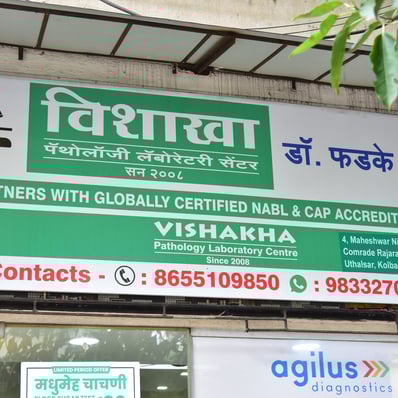 विशाखा
पॅथोलॉजी लॅबोरेटरी सेंटर
सन २००८
डॉ. फडके
TNERS WITH GLOBALLY CERTIFIED NABL & CAP ACCREDIT
VISHAKHA
Pathology Laboratory Centre
Since 2008
4, Maheshwar Ni
Comrade Rajara
Uthalsar, Kolba
Contacts - : 8655109850 : 9833270
LIMITED PERIOD OFFER
मधुमेह चाचणी
agilus
diagnostics